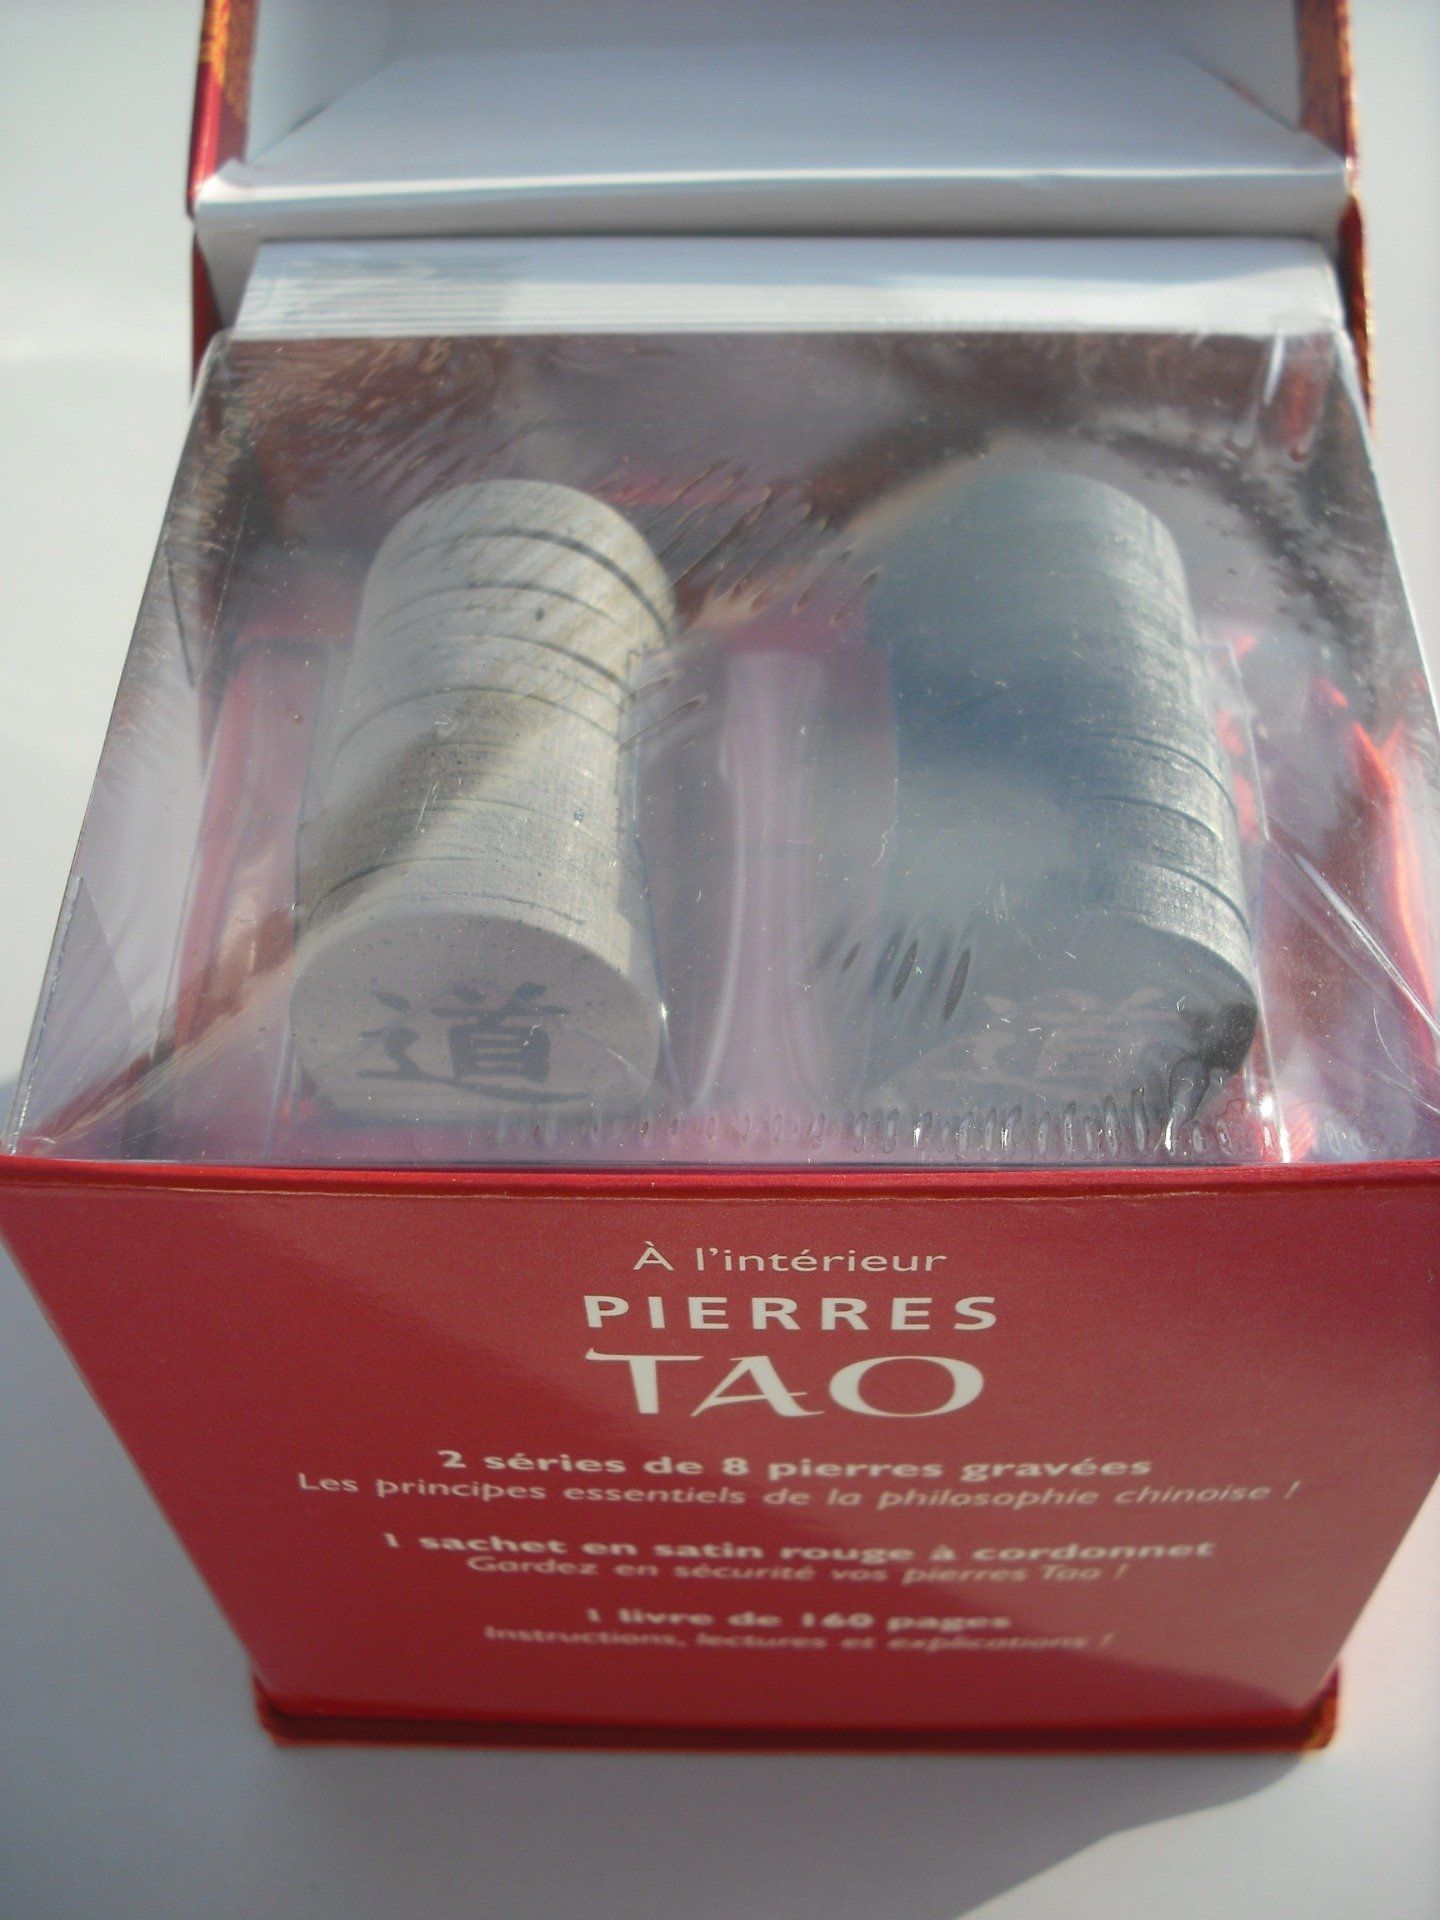 道
道
À l'intérieur
PIERRES
TAO
2 séries de 8 pierres gravées
Les principes essentiels de la philosophie chinoise !
1 sachet en satin rouge à cordonnet
Gardez en sécurité vos pierres Tao !
1 livre de 160 pages
Instructions, lectures et explications !